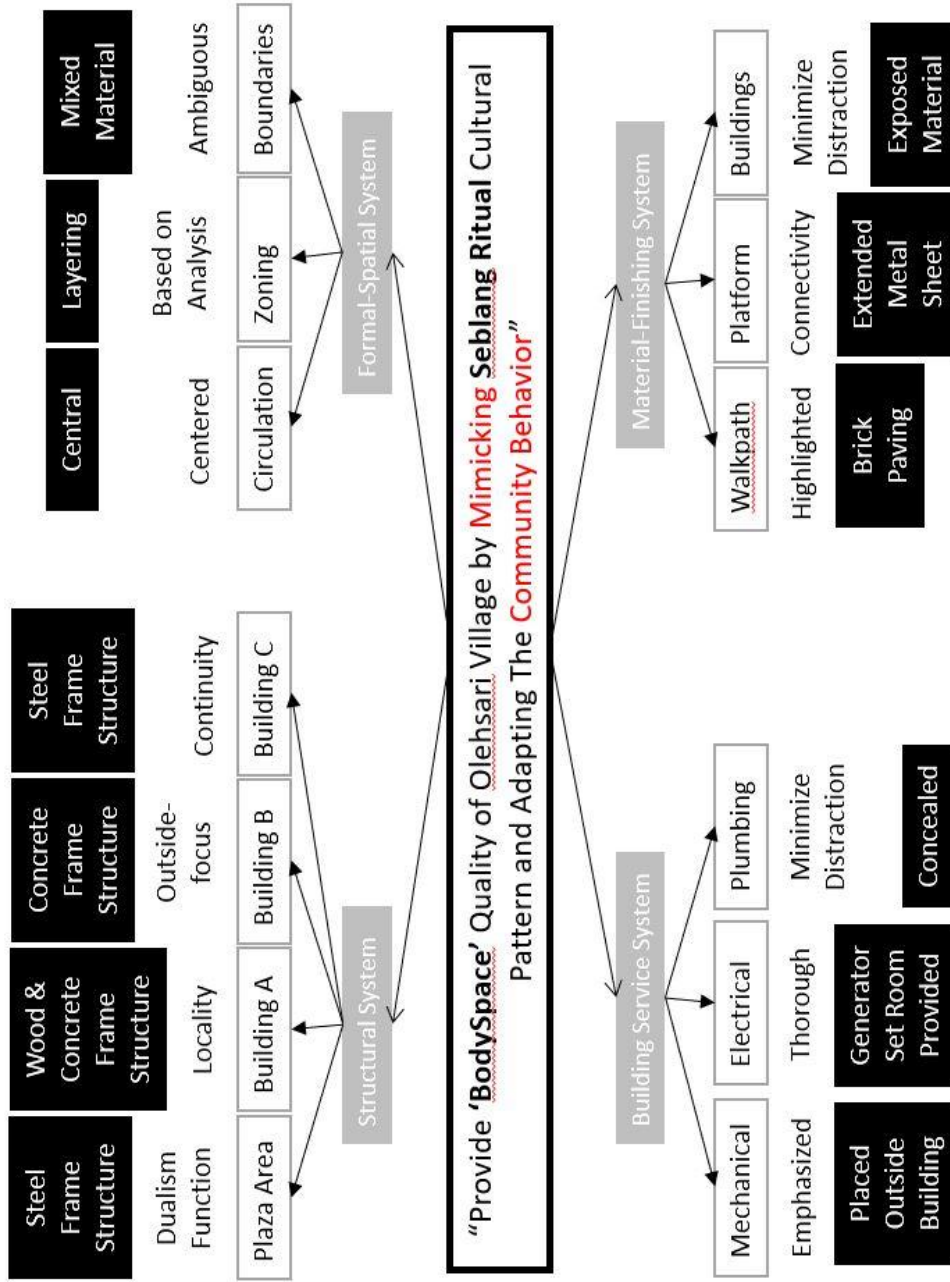 Steel
Frame
Structure
Wood &
Concrete
Frame
Structure
Concrete
Frame
Structure
Steel
Frame
Structure
Central
Layering
Mixed
Material
Dualism
Function
Locality
Outside-
focus
Continuity
Centered
Based on
Analysis
Ambiguous
Plaza Area
Building A
Building B
Building C
Circulation
Zoning
Boundaries
Structural System
Formal-Spatial System
“Provide ‘BodySpace’ Quality of Olehsari Village by Mimicking Seblang Ritual Cultural
Pattern and Adapting The Community Behavior”
Building Service System
Material-Finishing System
Mechanical
Electrical
Plumbing
Walkpath
Platform
Buildings
Emphasized
Thorough
Minimize
Distraction
Highlighted
Connectivity
Minimize
Distraction
Placed
Outside
Building
Generator
Set Room
Provided
Concealed
Brick
Paving
Extended
Metal
Sheet
Exposed
Material